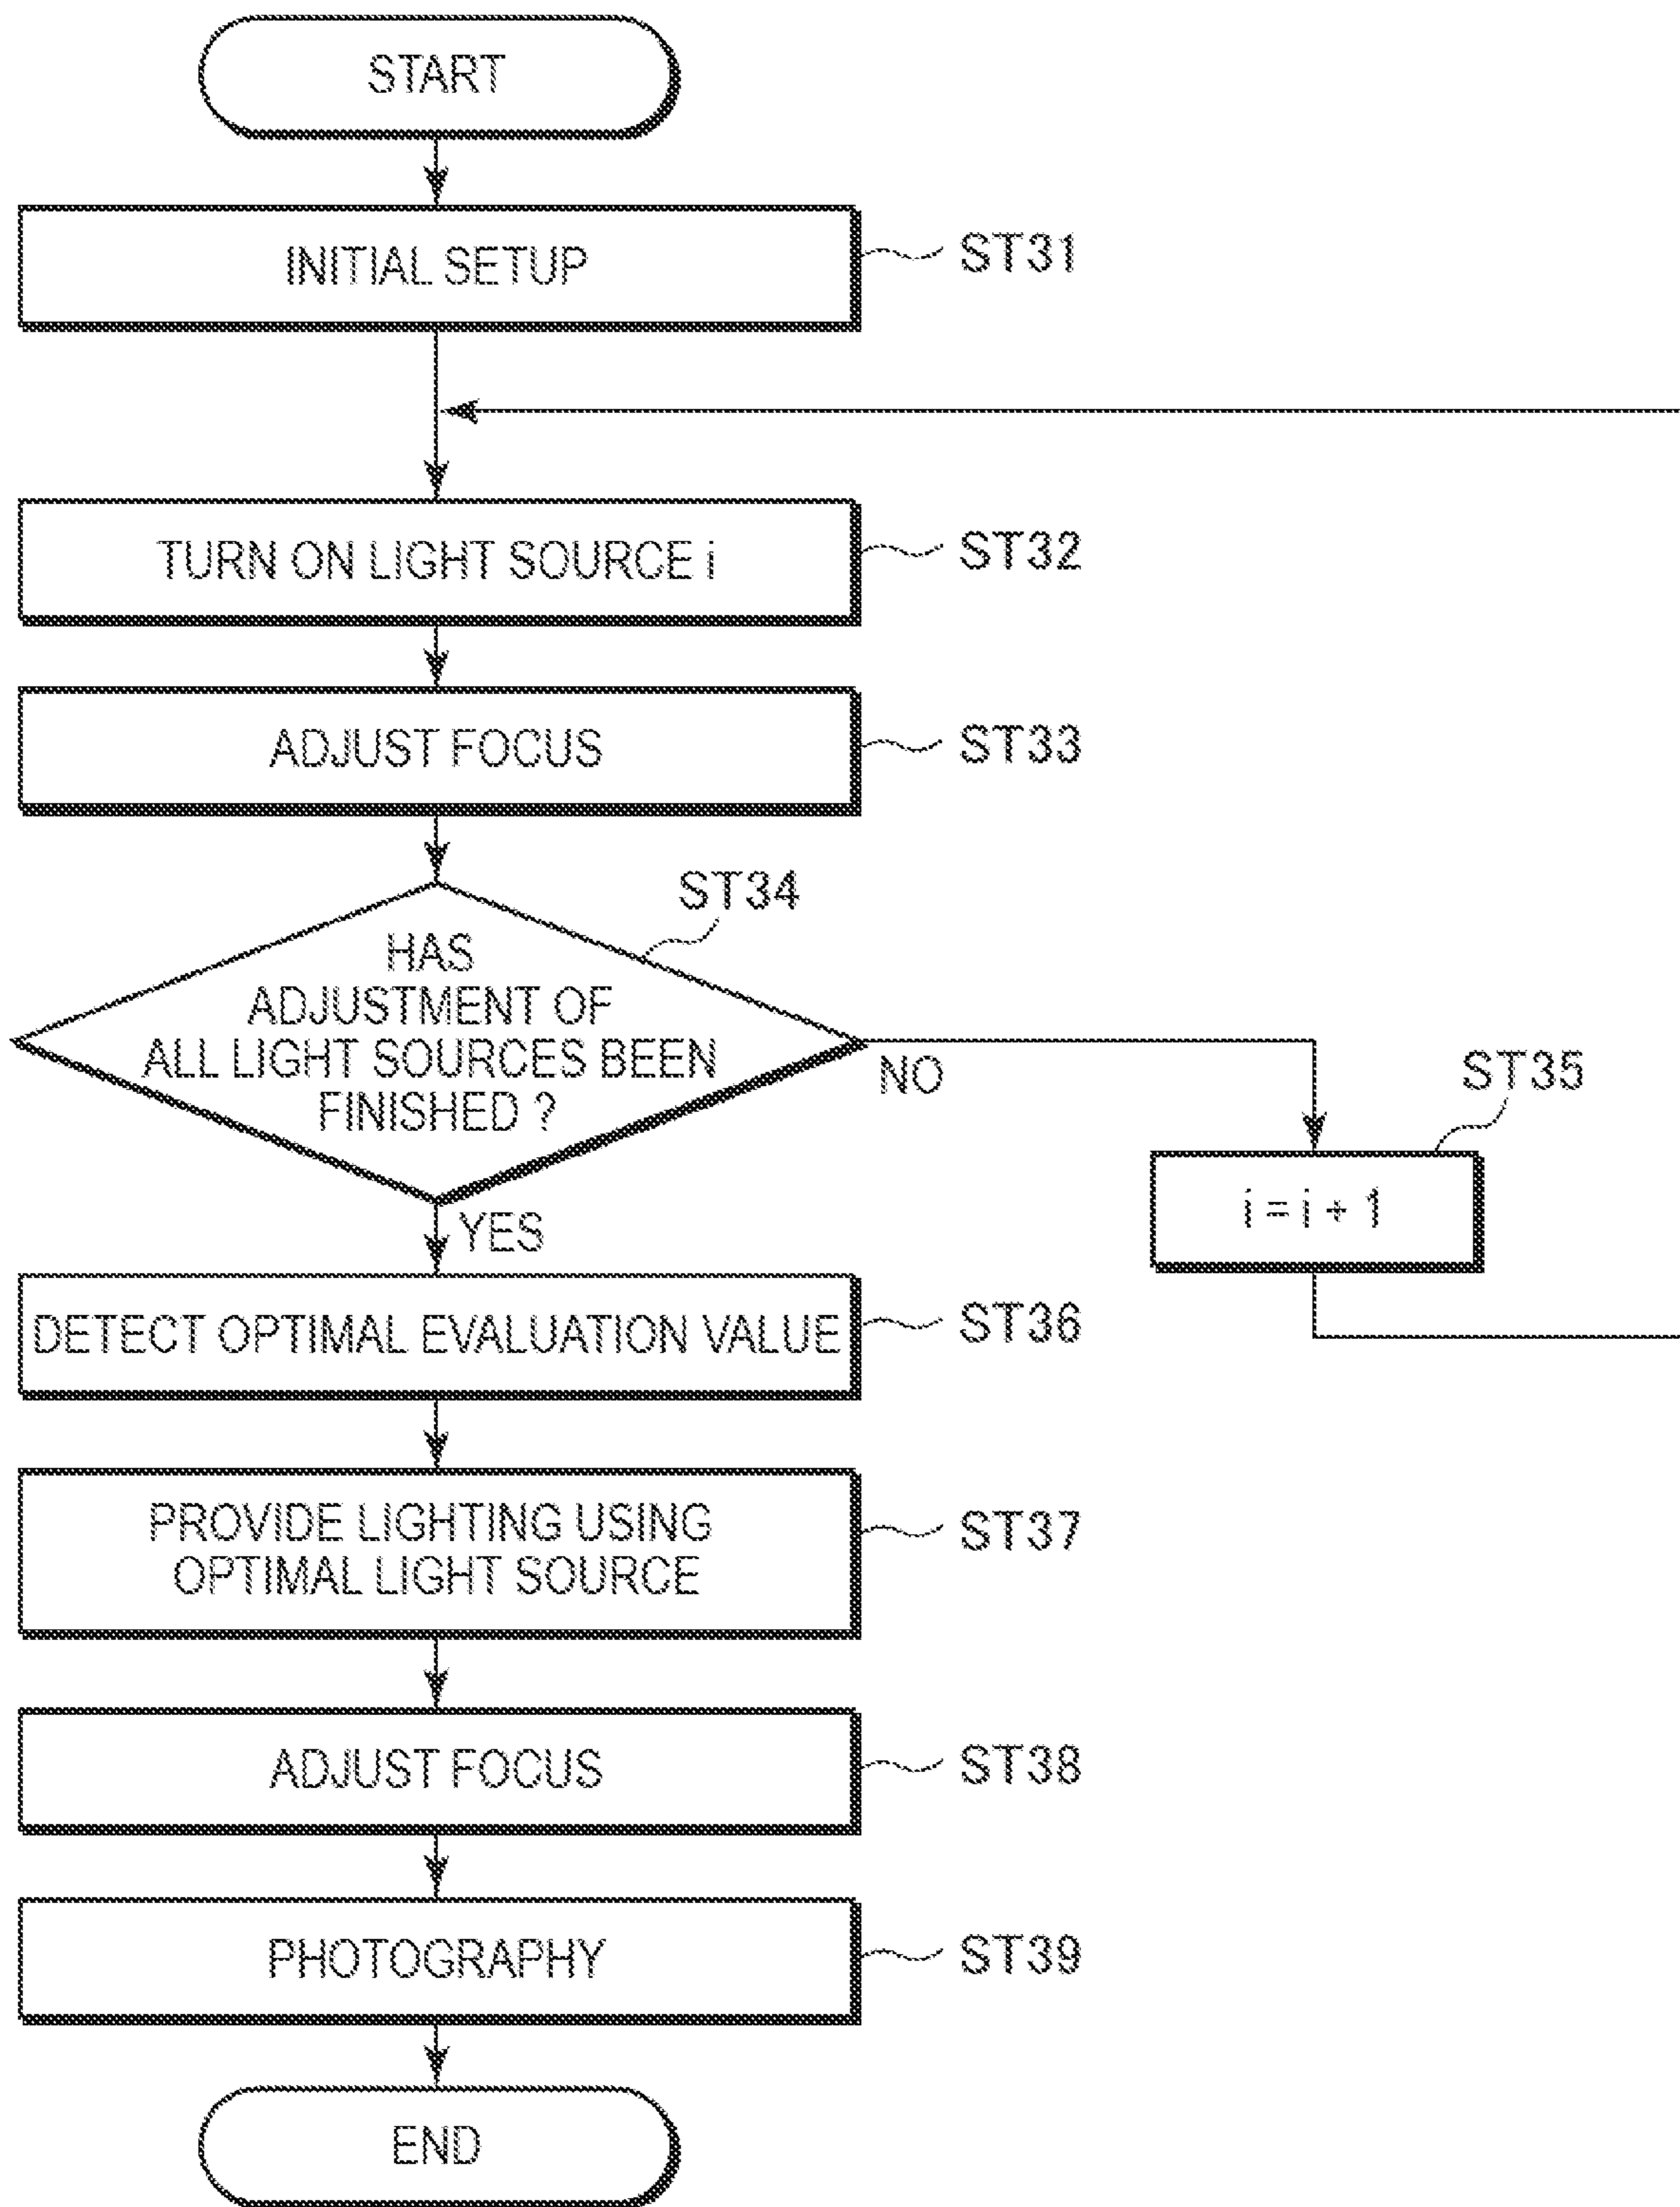 START
INITIAL SETUP
ST31
TURN ON LIGHT SOURCE i
ST32
ADJUST FOCUS
ST33
ST34
HAS
ADJUSTMENT OF
ALL LIGHT SOURCES BEEN
FINISHED ?
NO
ST35
i = i + 1
YES
DETECT OPTIMAL EVALUATION VALUE
ST36
PROVIDE LIGHTING USING
OPTIMAL LIGHT SOURCE
ST37
ADJUST FOCUS
ST38
PHOTOGRAPHY
ST39
END